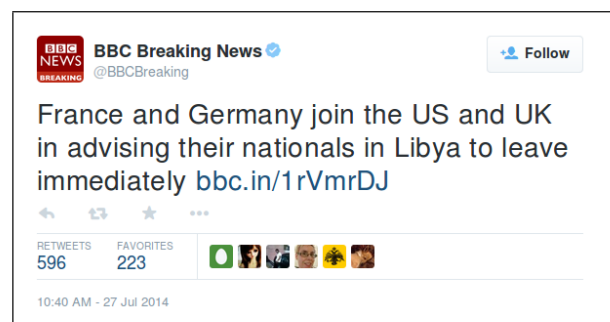 BBC NEWS BREAKING
BBC Breaking News
@BBCBreaking
Follow
France and Germany join the US and UK
in advising their nationals in Libya to leave
immediately bbc.in/1rVmrDJ
RETWEETS FAVORITES
596 223
10:40 AM - 27 Jul 2014